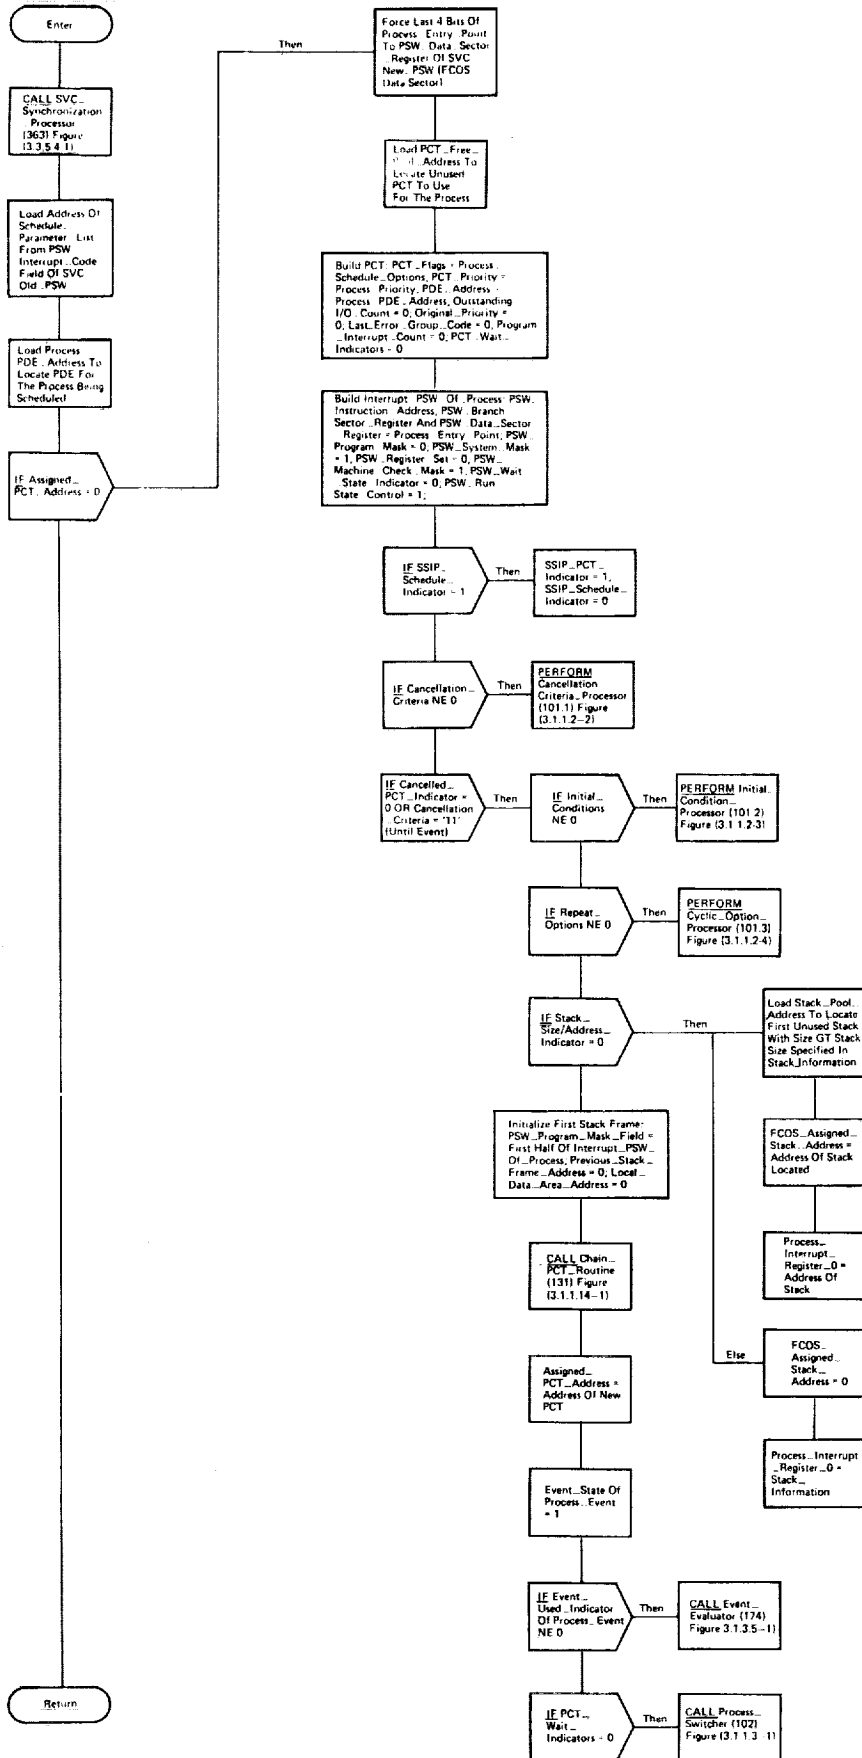 Enter
CALL SVC_
Synchronization
_Processor
(363) Figure
(3.3.5.4-1)
Load Address Of
Schedule_
Parameter_List
From PSW_
Interrupt_Code
Field Of SVC
Old_PSW
Load Process_
PDE_Address To
Locate PDE For
The Process Being
Scheduled
IF Assigned_
PCT_Address = 0
Return
Then
Force Last 4 Bits Of
Process_Entry_Point
To PSW_Data_Sector
_Register Of SVC
New_PSW (FCOS
Data Sector)
Load PCT_Free_
Address To
Locate Unused
PCT To Use
For The Process
Build PCT: PCT_Flags = Process_
Schedule_Options, PCT_Priority =
Process_Priority, PDE_Address =
Process_PDE_Address, Outstanding
I/O_Count = 0; Original_Priority =
0; Last_Error_Group_Code = 0, Program
_Interrupt_Count = 0; PCT_Wait_
Indicators = 0
Build Interrupt_PSW_Of_Process: PSW_
Instruction_Address, PSW_Branch
Sector_Register And PSW_Data_Sector
_Register = Process_Entry_Point; PSW_
Program_Mask = 0; PSW_System_Mask
= 1, PSW_Register_Set = 0, PSW_
Machine_Check_Mask = 1, PSW_Wait
_State_Indicator = 0; PSW_Run
State_Control = 1;
IF SSIP_
Schedule_
Indicator = 1
Then
SSIP_PCT_
Indicator = 1,
SSIP_Schedule_
Indicator = 0
IF Cancellation_
Criteria NE 0
Then
PERFORM
Cancellation
Criteria_Processor
(101.1) Figure
(3.1.1.2-2)
IF Cancelled_
PCT_Indicator =
0 OR Cancellation
_Criteria = '11'
(Until Event)
Then
IF Initial_
Conditions
NE 0
Then
PERFORM Initial_
Condition_
Processor (101.2)
Figure (3.1.1.2-3)
IF Repeat_
Options NE 0
Then
PERFORM
Cyclic_Option_
Processor (101.3)
Figure (3.1.1.2-4)
IF Stack_
Size/Address_
Indicator = 0
Then
Load Stack_Pool_
Address To Locate
First Unused Stack
With Size GT Stack
Size Specified In
Stack_Information
FCOS_Assigned_
Stack_Address =
Address Of Stack
Located
Process_
Interrupt_
Register_0 =
Address Of
Stack
Else
FCOS_
Assigned_
Stack_
Address = 0
Process_Interrupt
_Register_0 =
Stack_
Information
Initialize First Stack Frame:
PSW_Program_Mask_Field =
First Half Of Interrupt_PSW_
Of_Process; Previous_Stack_
Frame_Address = 0; Local_
Data_Area_Address = 0
CALL Chain_
PCT_Routine
(131) Figure
(3.1.1.14-1)
Assigned_
PCT_Address =
Address Of New
PCT
Event_State Of
Process_Event
= 1
IF Event_
Used_Indicator
Of Process_Event
NE 0
Then
CALL Event_
Evaluator (174)
Figure 3.1.3.5-1)
IF PCT_
Wait_
Indicators = 0
Then
CALL Process_
Switcher (102)
Figure (3.1.1.3-1)